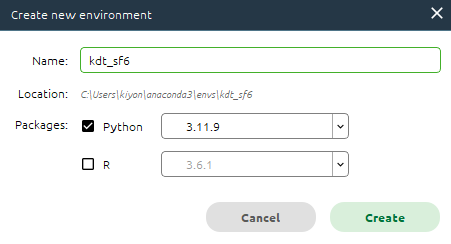 Create new environment
Name: kdt_sf6
Location: C:\Users\kiyon\anaconda3\envs\kdt_sf6
Packages: Python 3.11.9
R 3.6.1
Cancel Create